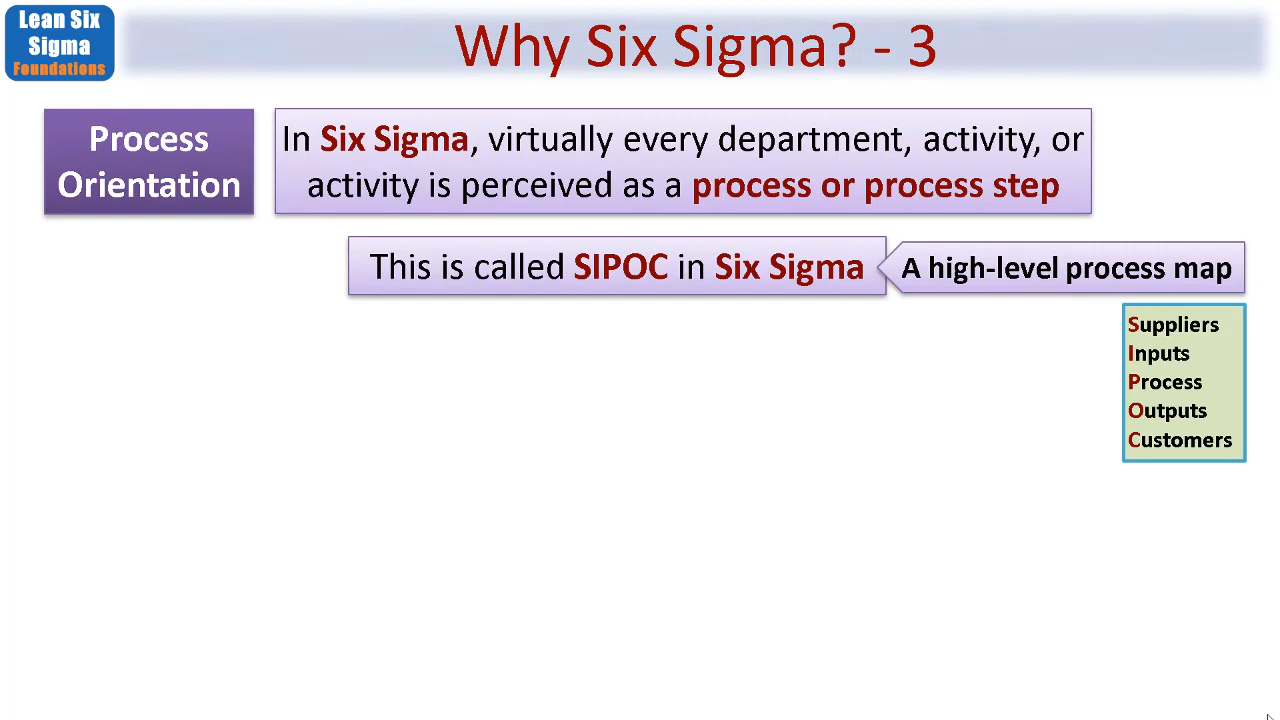 Lean Six
Sigma
Foundations
Why Six Sigma? - 3
Process
Orientation
In Six Sigma, virtually every department, activity, or
activity is perceived as a process or process step
This is called SIPOC in Six Sigma
A high-level process map
Suppliers
Inputs
Process
Outputs
Customers